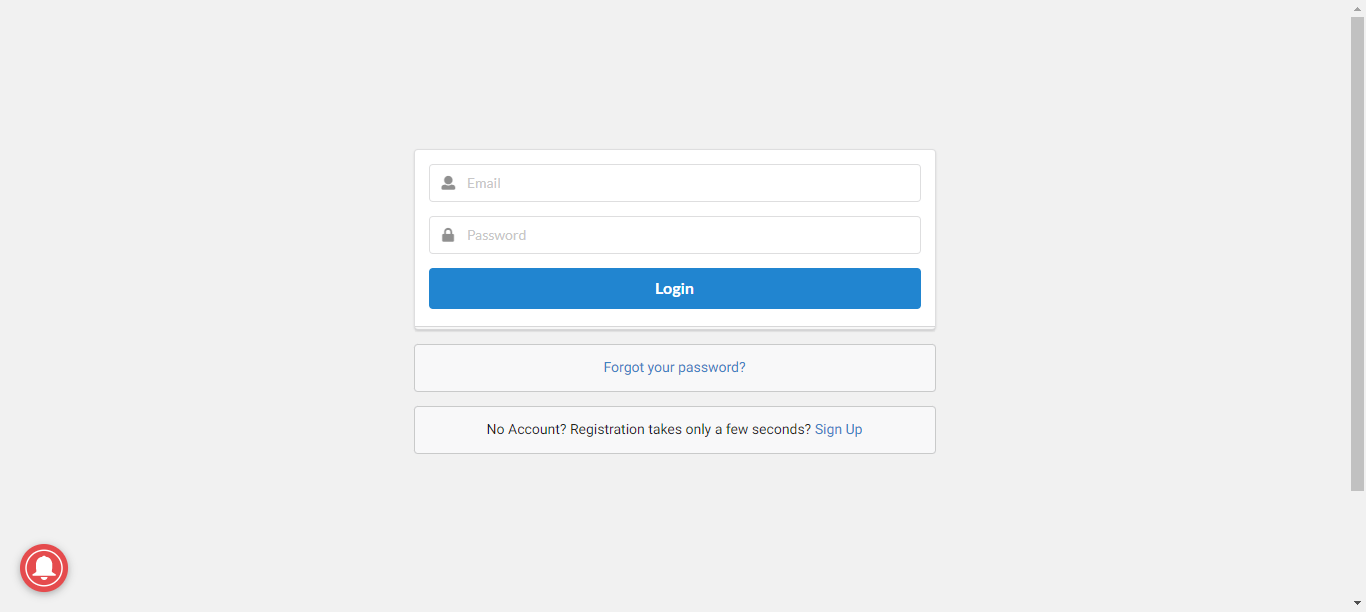 Email
Password
Login
Forgot your password?
No Account? Registration takes only a few seconds? Sign Up